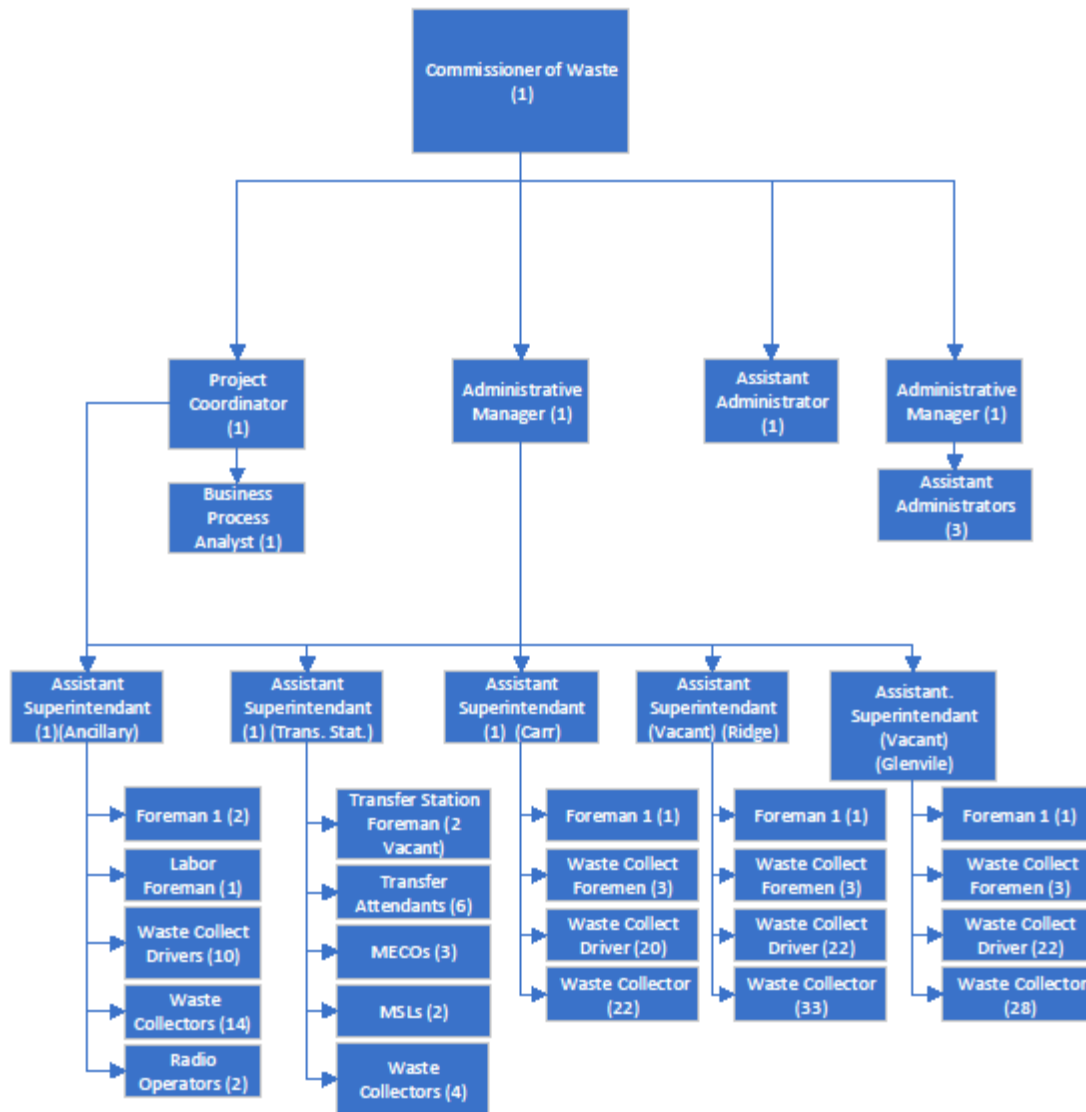 Commissioner of Waste
(1)
Project
Coordinator
(1)
Administrative
Manager (1)
Assistant
Administrator
(1)
Administrative
Manager (1)
Business
Process
Analyst (1)
Assistant
Administrators
(3)
Assistant
Superintendant
(1)(Ancillary)
Assistant
Superintendant
(1) (Trans. Stat.)
Assistant
Superintendant
(1) (Carr)
Assistant
Superintendant
(Vacant) (Ridge)
Assistant.
Superintendant
(Vacant)
(Glenvile)
Foreman 1 (2)
Labor
Foreman (1)
Waste Collect
Drivers (10)
Waste
Collectors (14)
Radio
Operators (2)
Transfer Station
Foreman (2
Vacant)
Transfer
Attendants (6)
MECOs (3)
MSLs (2)
Waste
Collectors (4)
Foreman 1 (1)
Waste Collect
Foremen (3)
Waste Collect
Driver (20)
Waste Collector
(22)
Foreman 1 (1)
Waste Collect
Foremen (3)
Waste Collect
Driver (22)
Waste Collector
(33)
Foreman 1 (1)
Waste Collect
Foremen (3)
Waste Collect
Driver (22)
Waste Collector
(28)